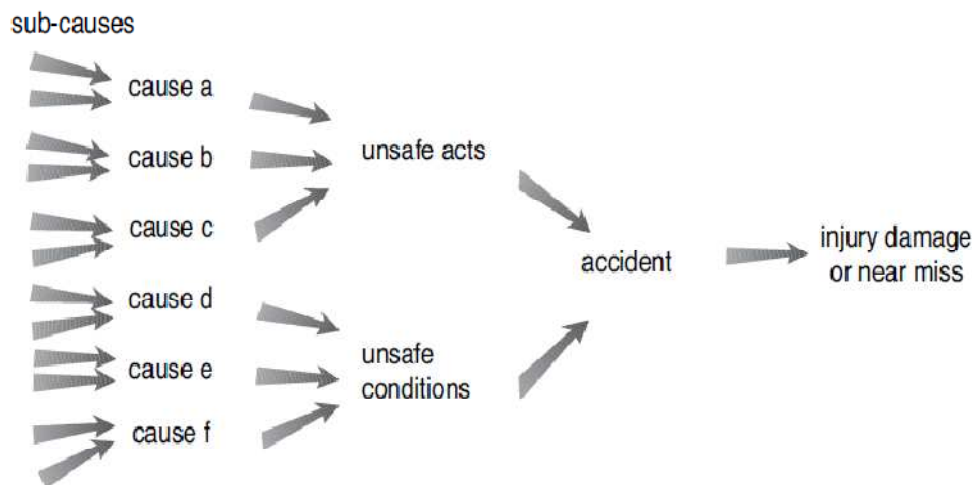 sub-causes
cause a
cause b
cause c
cause d
cause e
cause f
unsafe acts
unsafe
conditions
accident
injury damage
or near miss